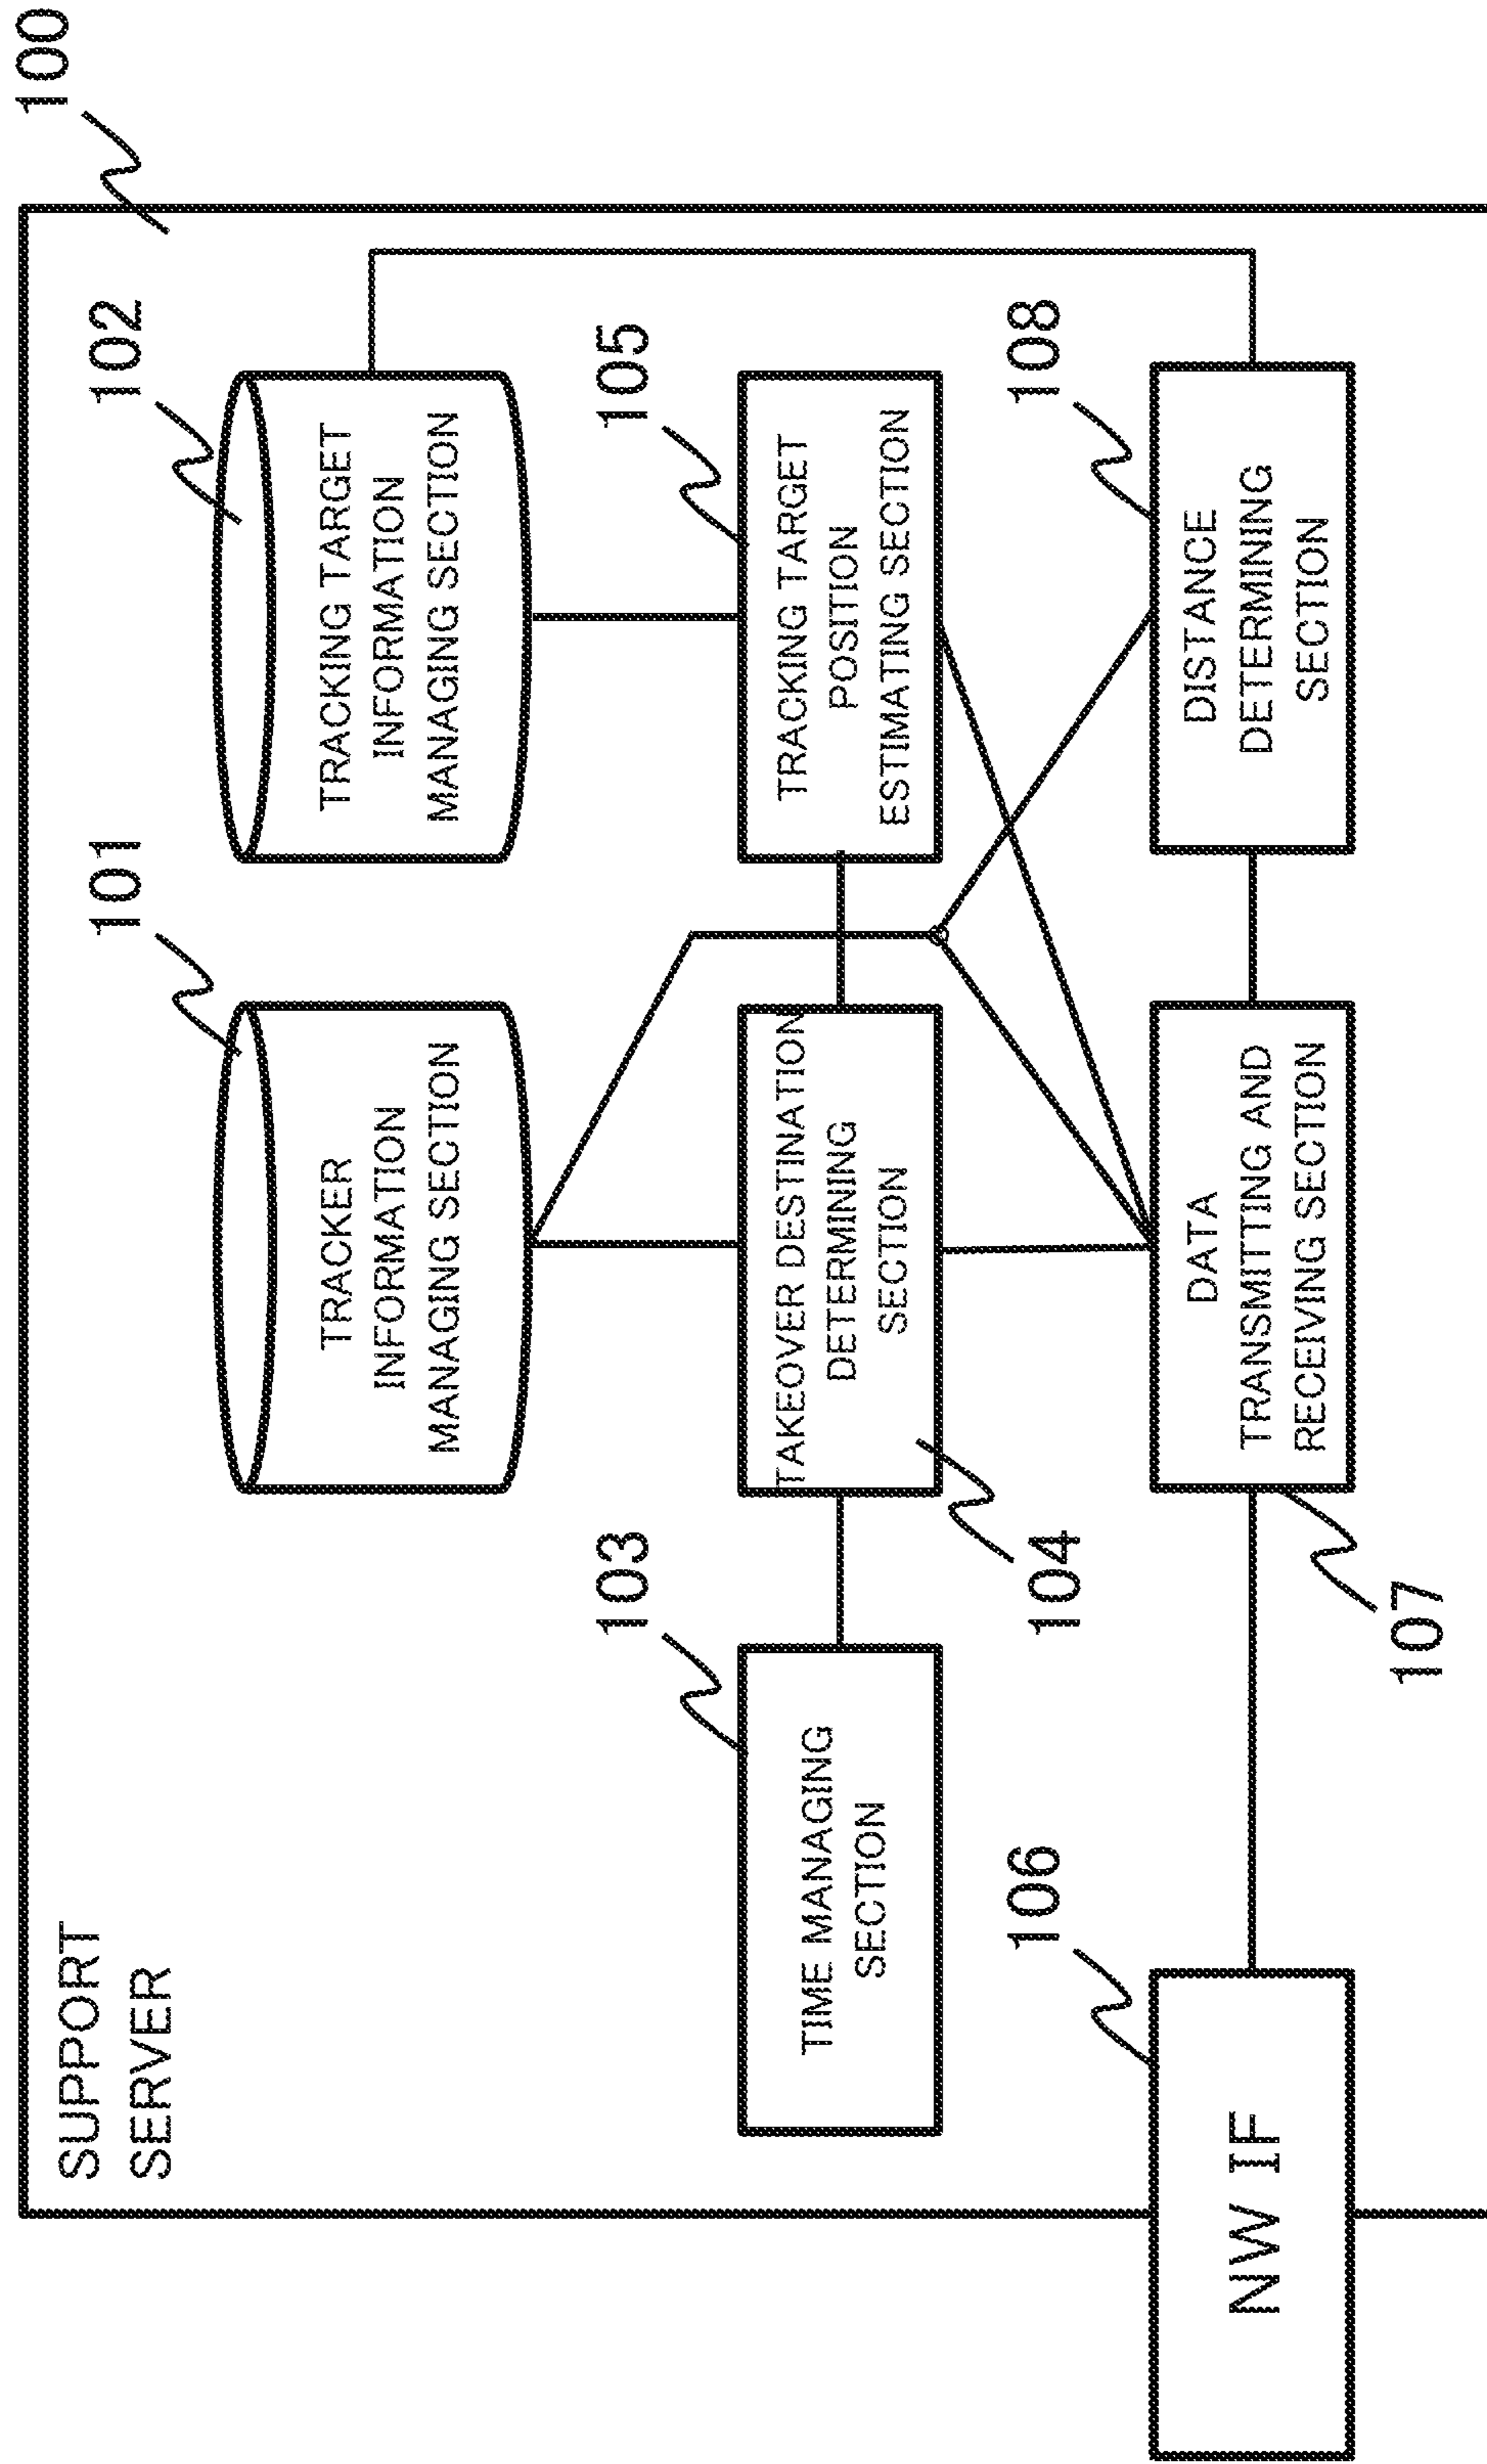 100
SUPPORT
SERVER
101
102
TRACKER
INFORMATION
MANAGING SECTION
TRACKING TARGET
INFORMATION
MANAGING SECTION
103
105
TIME MANAGING
SECTION
TAKEOVER DESTINATION
DETERMINING
SECTION
TRACKING TARGET
POSITION
ESTIMATING SECTION
104
106
108
NW IF
DATA
TRANSMITTING AND
RECEIVING SECTION
DISTANCE
DETERMINING
SECTION
107